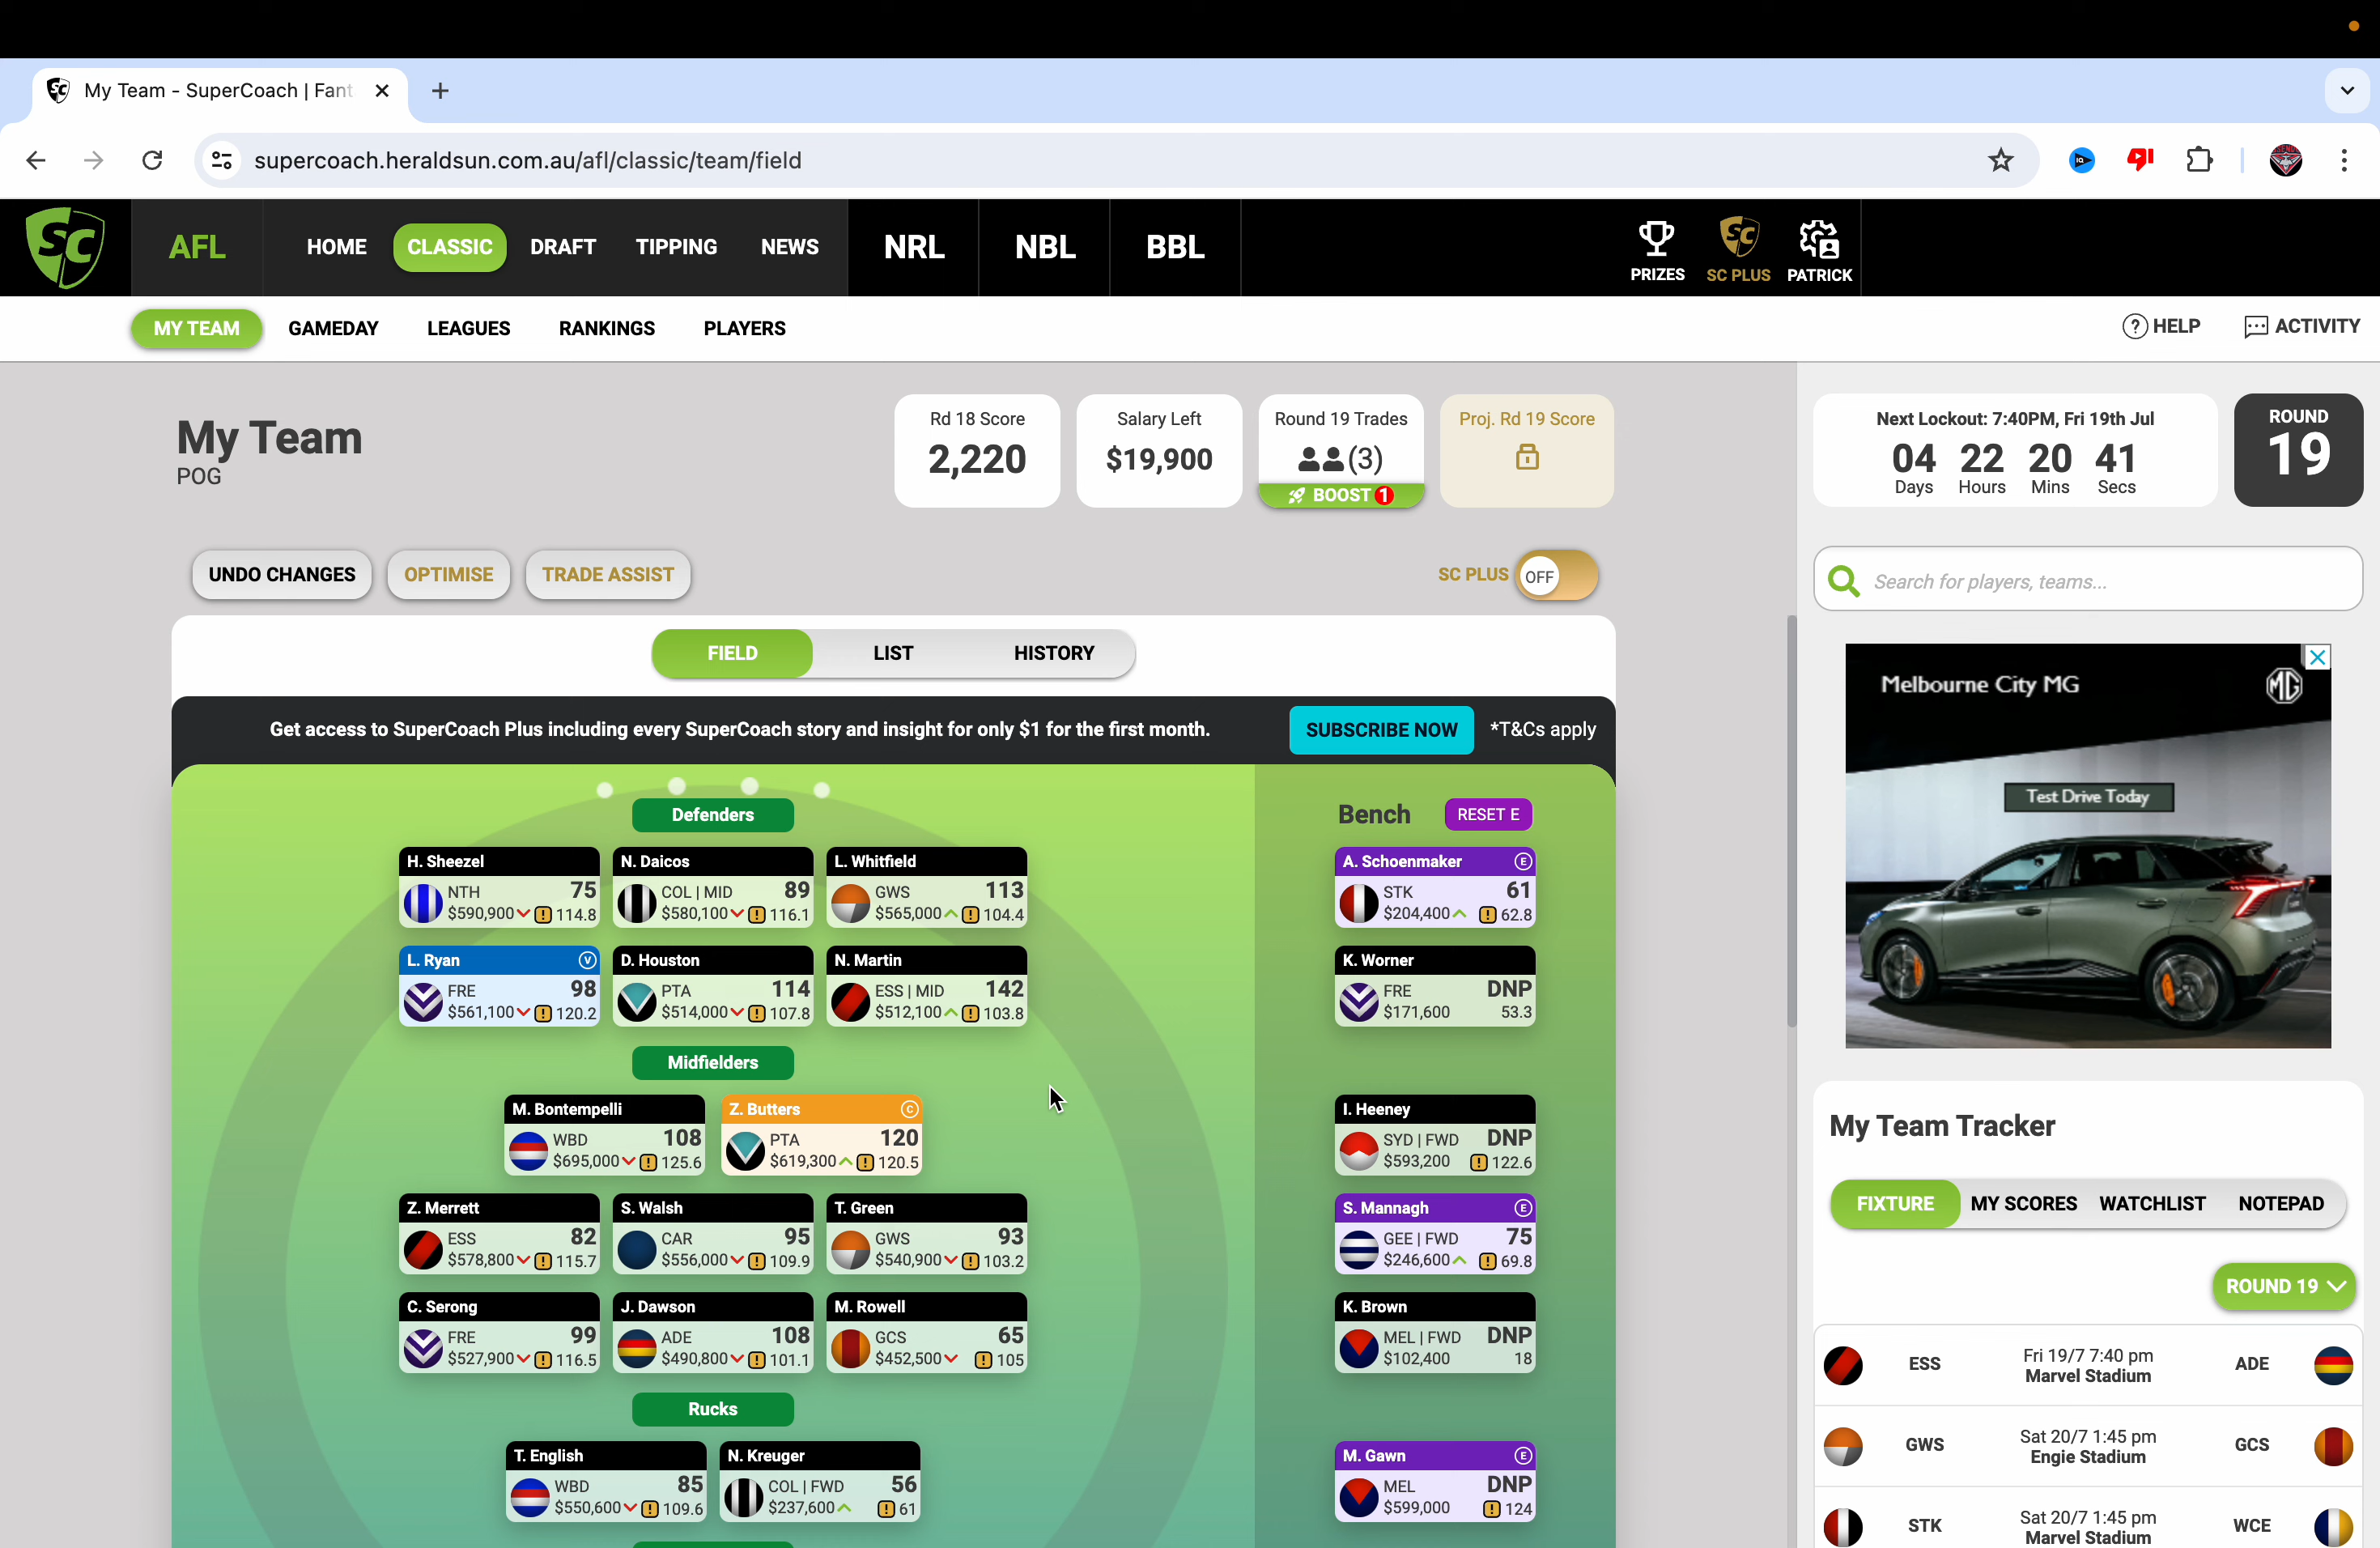 My Team - SuperCoach | Fant
supercoach.heraldsun.com.au/afl/classic/team/field
SC
AFL
HOME CLASSIC DRAFT TIPPING NEWS
NRL NBL BBL
PRIZES SC PLUS PATRICK
MY TEAM GAMEDAY LEAGUES RANKINGS PLAYERS
? HELP ACTIVITY
My Team
POG
Rd 18 Score
2,220
Salary Left
$19,900
Round 19 Trades
(3)
BOOST 1
Proj. Rd 19 Score
Next Lockout: 7:40PM, Fri 19th Jul
04 22 20 41
Days Hours Mins Secs
ROUND
19
UNDO CHANGES OPTIMISE TRADE ASSIST
SC PLUS OFF
Search for players, teams...
FIELD LIST HISTORY
Get access to SuperCoach Plus including every SuperCoach story and insight for only $1 for the first month.
SUBSCRIBE NOW *T&Cs apply
Defenders
Bench RESET E
H. Sheezel
NTH 75
$590,900 114.8
N. Daicos
COL | MID 89
$580,100 116.1
L. Whitfield
GWS 113
$565,000 104.4
A. Schoenmaker E
STK 61
$204,400 62.8
L. Ryan V
FRE 98
$561,100 120.2
D. Houston
PTA 114
$514,000 107.8
N. Martin
ESS | MID 142
$512,100 103.8
K. Worner
FRE DNP
$171,600 53.3
Midfielders
M. Bontempelli
WBD 108
$695,000 125.6
Z. Butters C
PTA 120
$619,300 120.5
I. Heeney
SYD | FWD DNP
$593,200 122.6
Z. Merrett
ESS 82
$578,800 115.7
S. Walsh
CAR 95
$556,000 109.9
T. Green
GWS 93
$540,900 103.2
S. Mannagh E
GEE | FWD 75
$246,600 69.8
C. Serong
FRE 99
$527,900 116.5
J. Dawson
ADE 108
$490,800 101.1
M. Rowell
GCS 65
$452,500 105
K. Brown
MEL | FWD DNP
$102,400 18
Rucks
T. English
WBD 85
$550,600 109.6
N. Kreuger
COL | FWD 56
$237,600 61
M. Gawn E
MEL DNP
$599,000 124
Melbourne City MG
MG
Test Drive Today
My Team Tracker
FIXTURE MY SCORES WATCHLIST NOTEPAD
ROUND 19
ESS Fri 19/7 7:40 pm ADE
Marvel Stadium
GWS Sat 20/7 1:45 pm GCS
Engie Stadium
STK Sat 20/7 1:45 pm WCE
Marvel Stadium